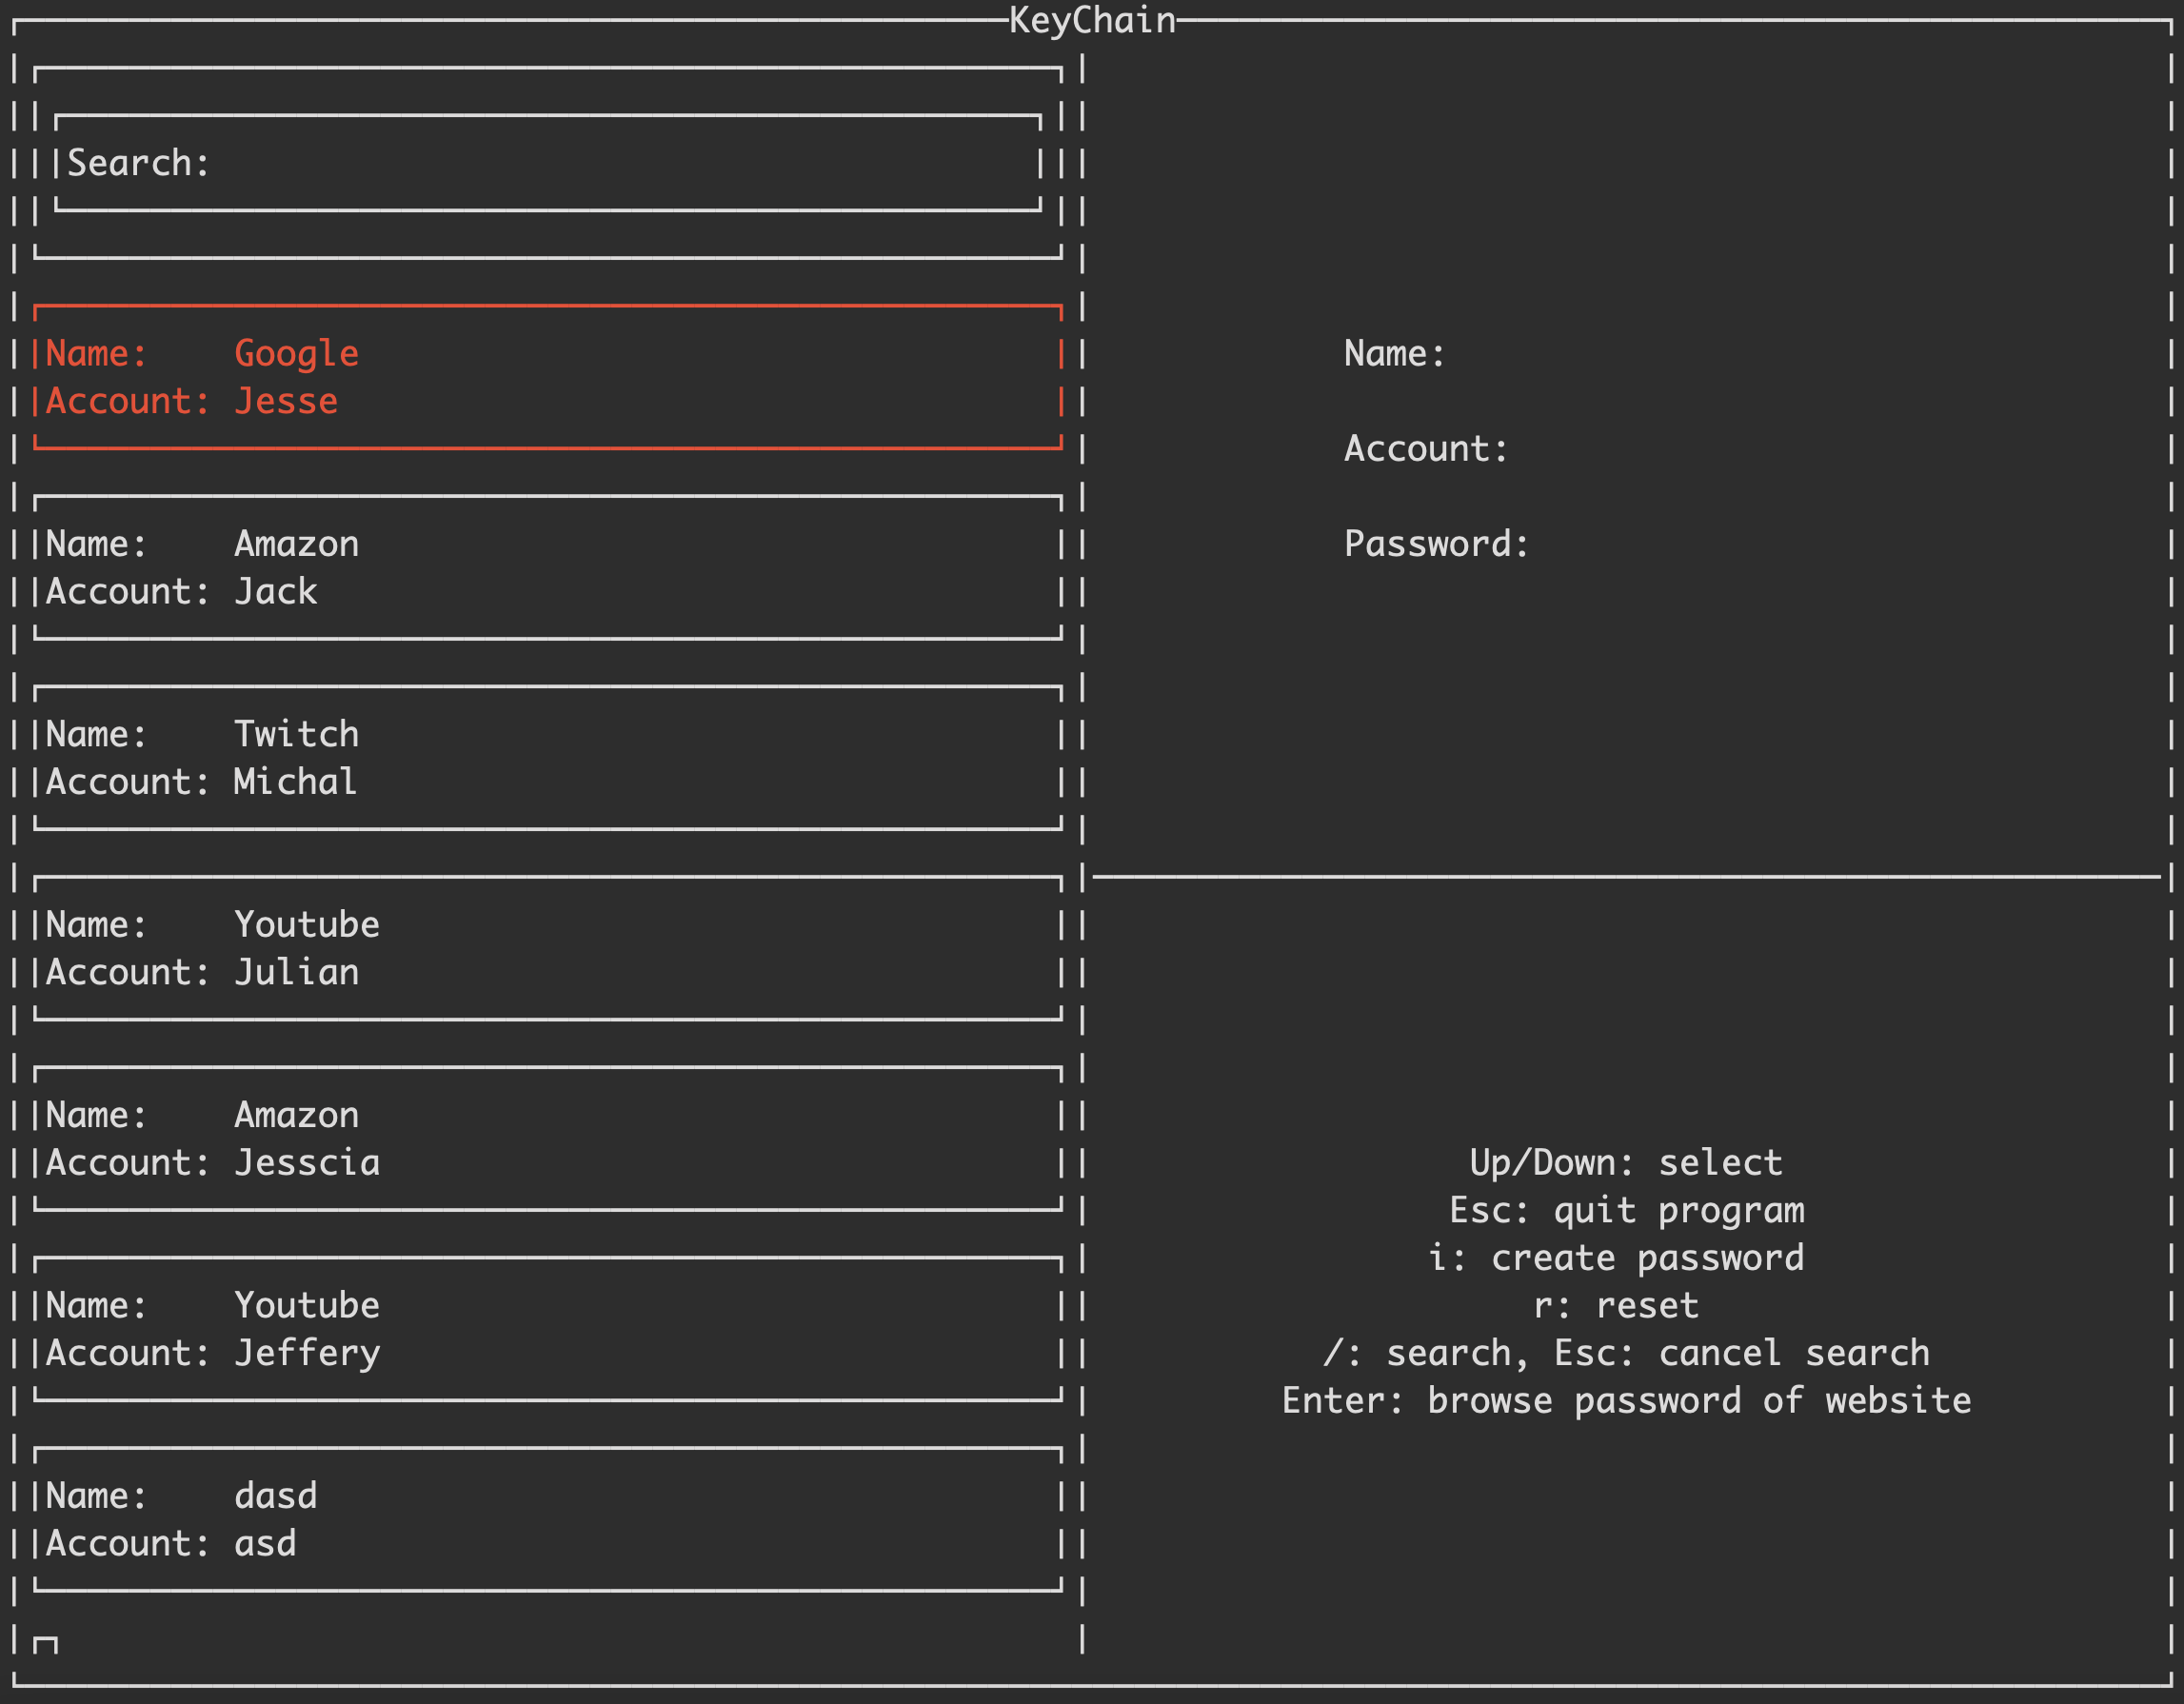 KeyChain
Search:
Name: Google
Account: Jesse
Name: Amazon
Account: Jack
Name: Twitch
Account: Michal
Name: Youtube
Account: Julian
Name: Amazon
Account: Jesscia
Name: Youtube
Account: Jeffery
Name: dasd
Account: asd
Name:
Account:
Password:
Up/Down: select
Esc: quit program
i: create password
r: reset
/: search, Esc: cancel search
Enter: browse password of website